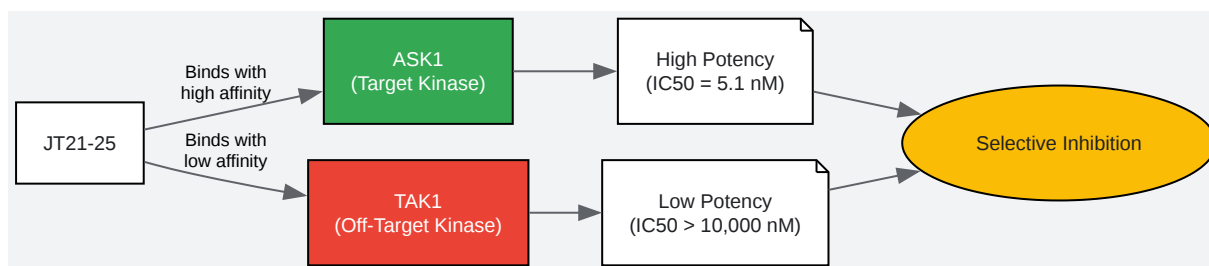 JT21-25
Binds with
high affinity
Binds with
low affinity
ASK1
(Target Kinase)
TAK1
(Off-Target Kinase)
High Potency
(IC50 = 5.1 nM)
Low Potency
(IC50 > 10,000 nM)
Selective Inhibition